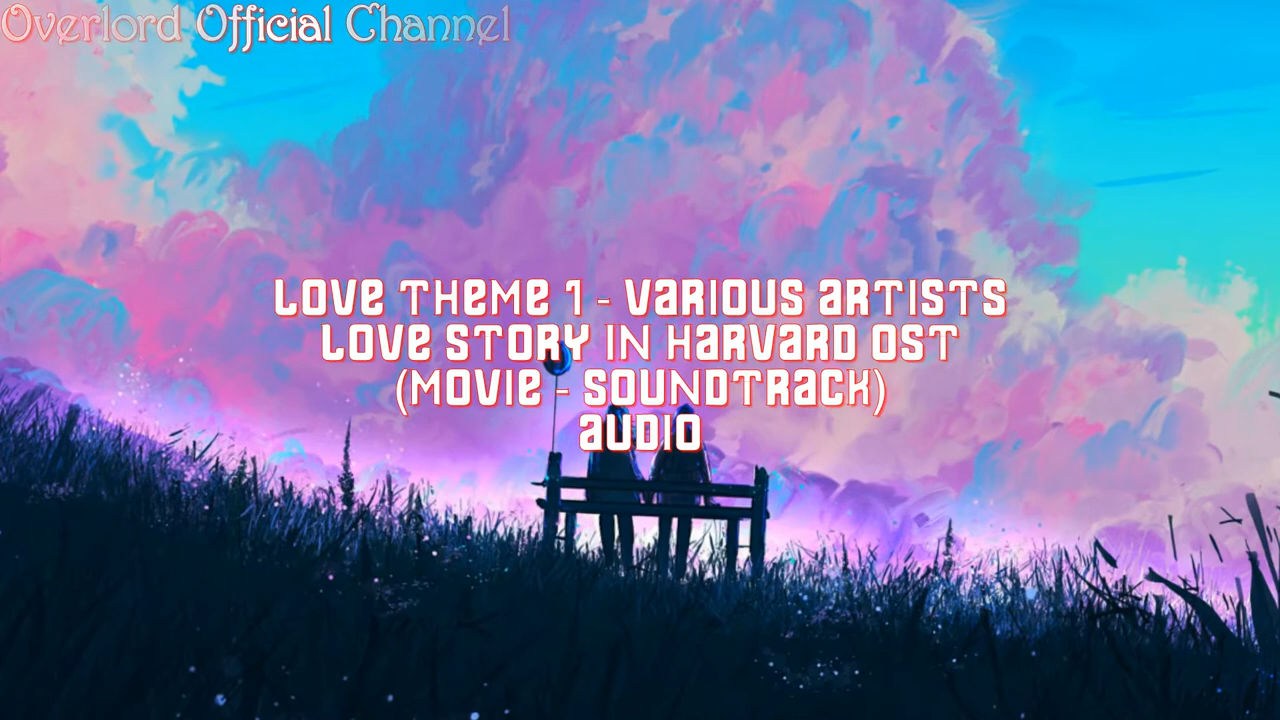 Overlord Official Channel
LOVE THEME 1 - VARIOUS ARTISTS
LOVE STORY IN HARVARD OST
(MOVIE - SOUNDTRACK)
AUDIO